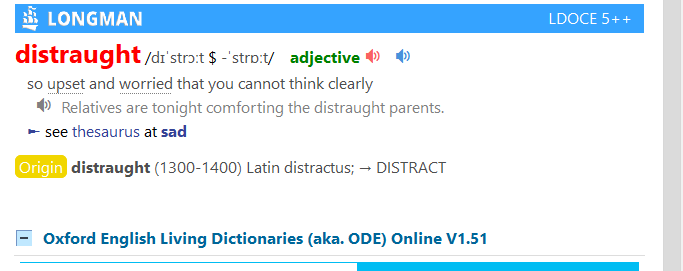 LONGMAN LDOCE 5++
distraught /dɪˈstrɔːt $ -ˈstrɒːt/ adjective
so upset and worried that you cannot think clearly
Relatives are tonight comforting the distraught parents.
➽ see thesaurus at sad
Origin distraught (1300-1400) Latin distractus; → DISTRACT
Oxford English Living Dictionaries (aka. ODE) Online V1.51